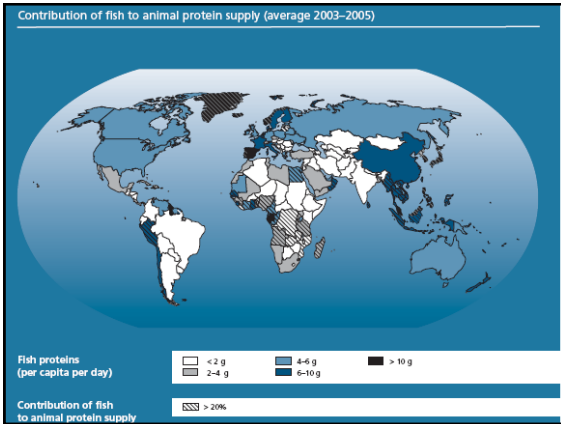 Contribution of fish to animal protein supply (average 2003–2005)
Fish proteins
(per capita per day)
< 2 g
4–6 g
> 10 g
2–4 g
6–10 g
Contribution of fish
to animal protein supply
> 20%